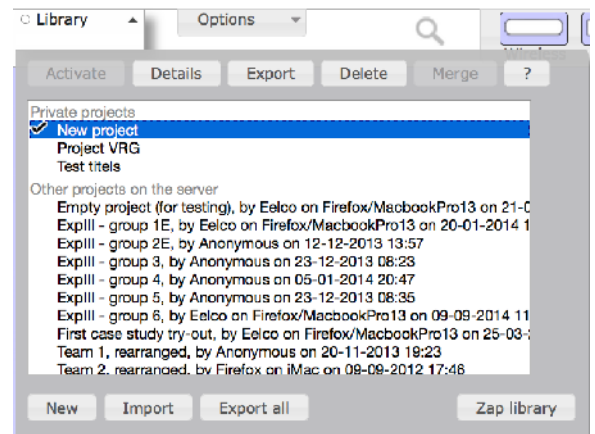 Library
Options
Wireless
Activate Details Export Delete Merge ?
Private projects
New project
Project VRG
Test titels
Other projects on the server
Empty project (for testing), by Eelco on Firefox/MacbookPro13 on 21-0
ExpIII - group 1E, by Eelco on Firefox/MacbookPro13 on 20-01-2014 1
ExpIII - group 2E, by Anonymous on 12-12-2013 13:57
ExpIII - group 3, by Anonymous on 23-12-2013 08:23
ExpIII - group 4, by Anonymous on 05-01-2014 20:47
ExpIII - group 5, by Anonymous on 23-12-2013 08:35
ExpIII - group 6, by Eelco on Firefox/MacbookPro13 on 09-09-2014 11
First case study try-out, by Eelco on Firefox/MacbookPro13 on 25-03-
Team 1, rearranged, by Anonymous on 20-11-2013 19:23
Team 2, rearranged, by Firefox on iMac on 09-09-2012 17:46
New Import Export all Zap library